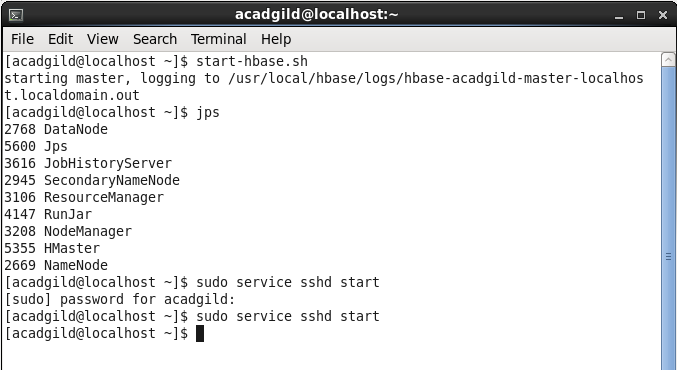 acadgild@localhost:~
File Edit View Search Terminal Help
[acadgild@localhost ~]$ start-hbase.sh
starting master, logging to /usr/local/hbase/logs/hbase-acadgild-master-localhos
t.localdomain.out
[acadgild@localhost ~]$ jps
2768 DataNode
5600 Jps
3616 JobHistoryServer
2945 SecondaryNameNode
3106 ResourceManager
4147 RunJar
3208 NodeManager
5355 HMaster
2669 NameNode
[acadgild@localhost ~]$ sudo service sshd start
[sudo] password for acadgild:
[acadgild@localhost ~]$ sudo service sshd start
[acadgild@localhost ~]$